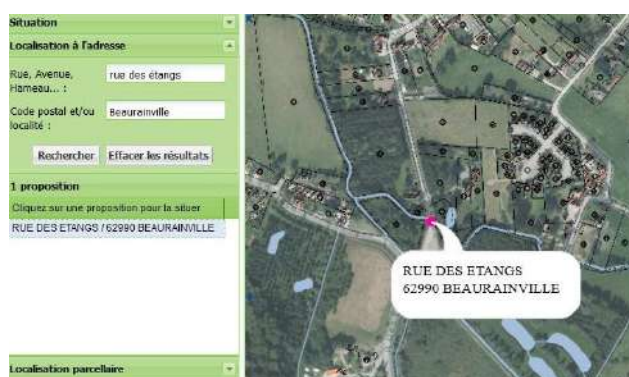 Situation
Localisation à l'adresse
Rue, Avenue,
Hameau... :
rue des étangs
Code postal et/ou
localité :
Beaurainville
Rechercher
Effacer les résultats
1 proposition
Cliquez sur une proposition pour la situer
RUE DES ETANGS / 62990 BEAURAINVILLE
Localisation parcellaire
RUE DES ETANGS
62990 BEAURAINVILLE